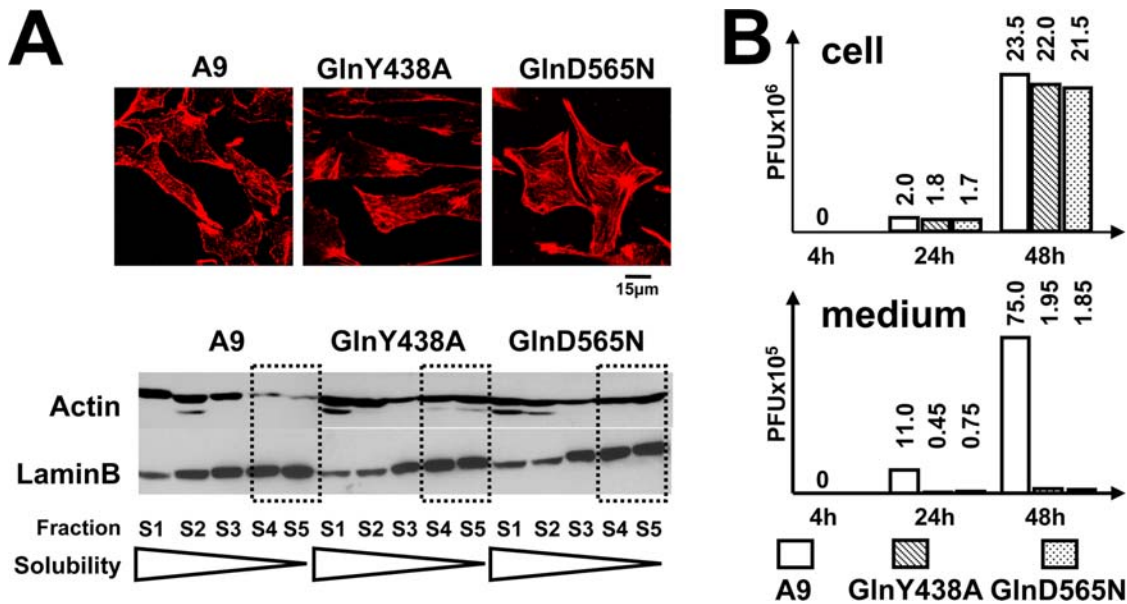 A
A9 GlnY438A GlnD565N
15µm
A9 GlnY438A GlnD565N
Actin
LaminB
Fraction S1 S2 S3 S4 S5 S1 S2 S3 S4 S5 S1 S2 S3 S4 S5
Solubility
B
cell
PFUx10⁶
0 2.0 1.8 1.7 23.5 22.0 21.5
4h 24h 48h
medium
PFUx10⁵
0 11.0 0.45 0.75 75.0 1.95 1.85
4h 24h 48h
A9 GlnY438A GlnD565N